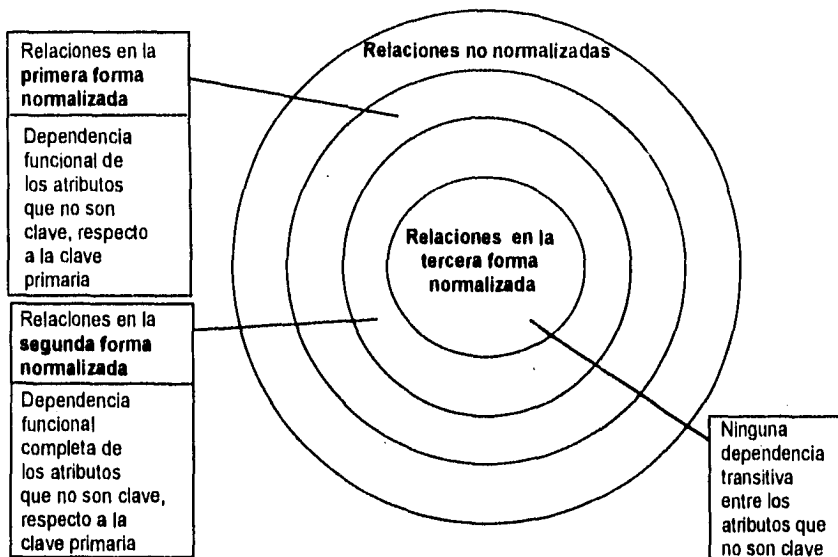 Relaciones no normalizadas
Relaciones en la
primera forma
normalizada
Dependencia
funcional de
los atributos
que no son
clave, respecto
a la clave
primaria
Relaciones en la
tercera forma
normalizada
Relaciones en la
segunda forma
normalizada
Dependencia
funcional
completa de
los atributos
que no son clave,
respecto a la
clave primaria
Ninguna
dependencia
transitiva
entre los
atributos que
no son clave